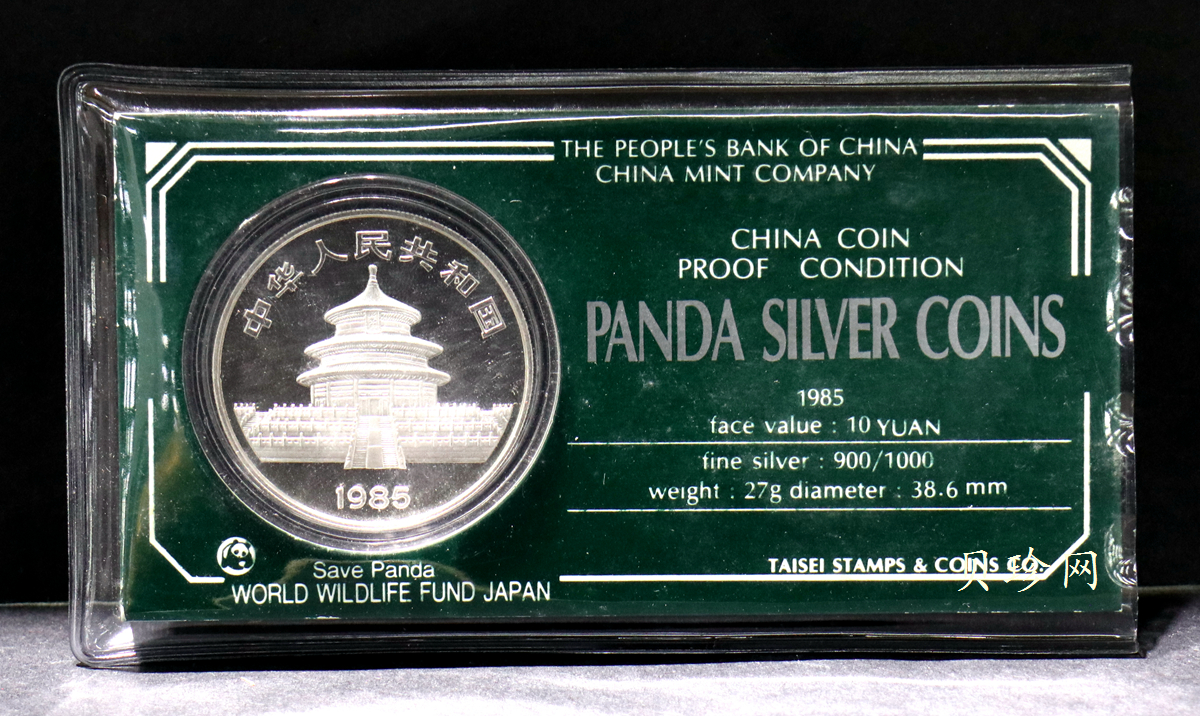 THE PEOPLE'S BANK OF CHINA
CHINA MINT COMPANY
中华人民共和国
1985
CHINA COIN
PROOF CONDITION
PANDA SILVER COINS
1985
face value : 10 YUAN
fine silver : 900/1000
weight : 27g diameter : 38.6 mm
Save Panda
WORLD WILDLIFE FUND JAPAN
TAISEI STAMPS & COINS CO.
贝珍网